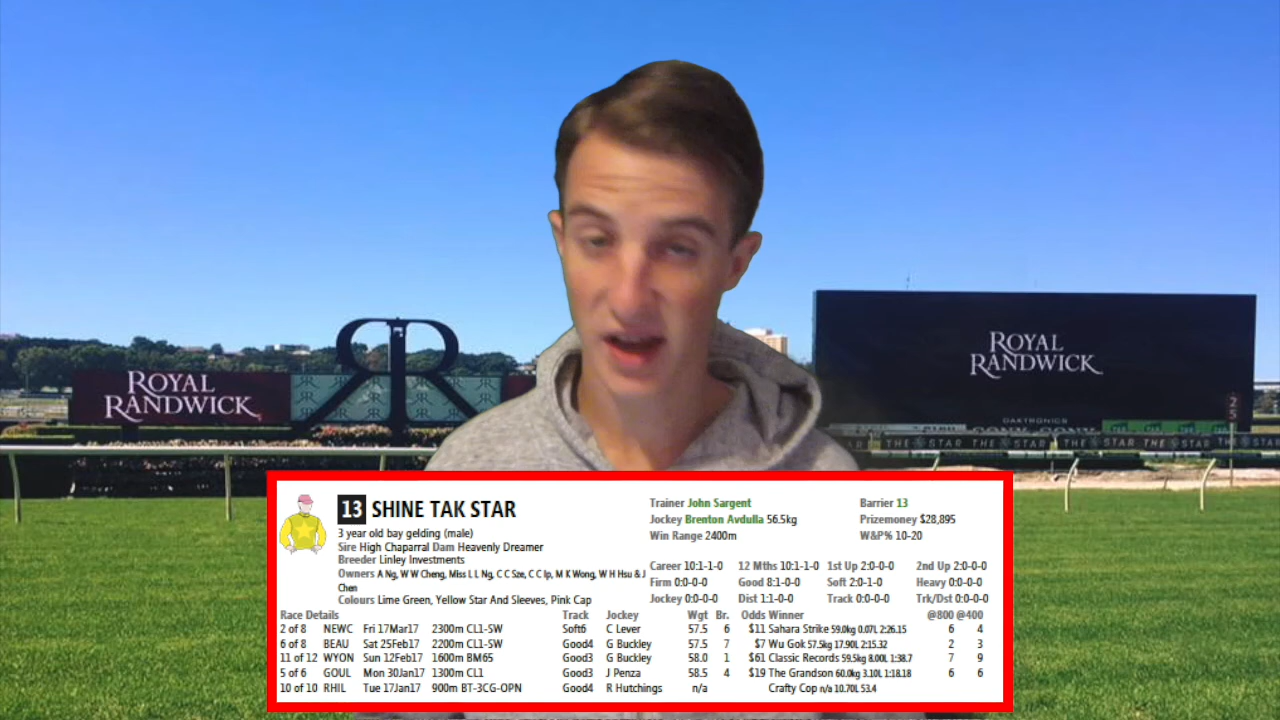 ROYAL
RANDWICK
ROYAL
RANDWICK
DAKTRONICS
THE STAR THE STAR THE STAR THE STAR
13 SHINE TAK STAR
3 year old bay gelding (male)
Sire High Chaparral Dam Heavenly Dreamer
Breeder Linley Investments
Owners A Ng, W W Cheng, Miss L L Ng, C C Sze, C C Ip, M K Wong, W H Hsu & J
Chen
Colours Lime Green, Yellow Star And Sleeves, Pink Cap
Trainer John Sargent
Jockey Brenton Avdulla 56.5kg
Win Range 2400m
Barrier 13
Prizemoney $28,895
W&P% 10-20
Career 10:1-1-0 12 Mths 10:1-1-0 1st Up 2:0-0-0 2nd Up 2:0-0-0
Firm 0:0-0-0 Good 8:1-0-0 Soft 2:0-1-0 Heavy 0:0-0-0
Jockey 0:0-0-0 Dist 1:1-0-0 Track 0:0-0-0 Trk/Dst 0:0-0-0
Race Details Track Jockey Wgt Br. Odds Winner @800 @400
2 of 8 NEWC Fri 17Mar17 2300m CL1-SW Soft6 C Lever 57.5 6 $11 Sahara Strike 59.0kg 0.07L 2:26.15 6 4
6 of 8 BEAU Sat 25Feb17 2200m CL1-SW Good4 G Buckley 57.5 7 $7 Wu Gok 57.5kg 17.90L 2:15.32 2 3
11 of 12 WYON Sun 12Feb17 1600m BM65 Good3 G Buckley 58.0 1 $61 Classic Records 59.5kg 8.00L 1:38.7 7 9
5 of 6 GOUL Mon 30Jan17 1300m CL1 Good3 J Penza 58.5 4 $19 The Grandson 60.0kg 3.10L 1:18.18 6 6
10 of 10 RHIL Tue 17Jan17 900m BT-3CG-OPN Good4 R Hutchings n/a Crafty Cop n/a 10.70L 53.4